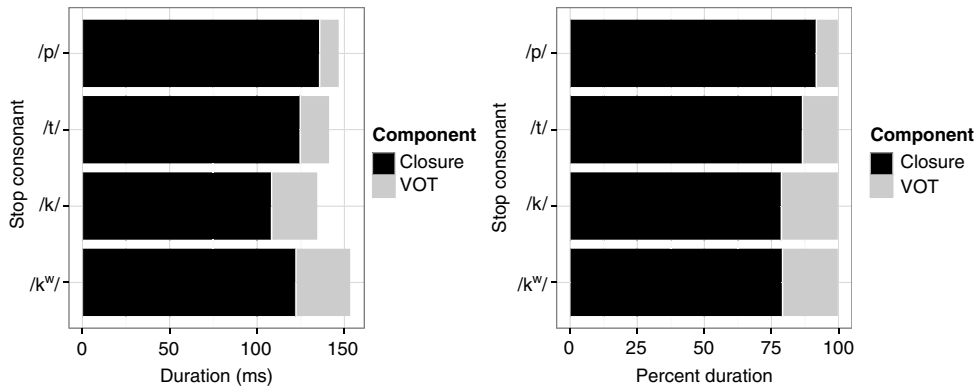 Stop consonant
/p/
/t/
/k/
/kʷ/
0 50 100 150
Duration (ms)
Component
Closure
VOT
Stop consonant
/p/
/t/
/k/
/kʷ/
0 25 50 75 100
Percent duration
Component
Closure
VOT